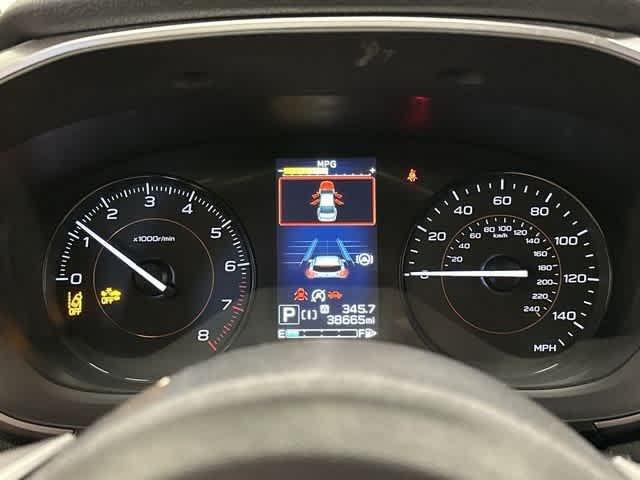 MPG
- +
0 1 2 3 4 5 6 7 8
x1000r/min
OFF OFF
P A 345.7
38665mi
E F
0 20 40 60 80 100 120 140
MPH
20 40 60 80 100 120 140 160 180 200 220 240
km/h